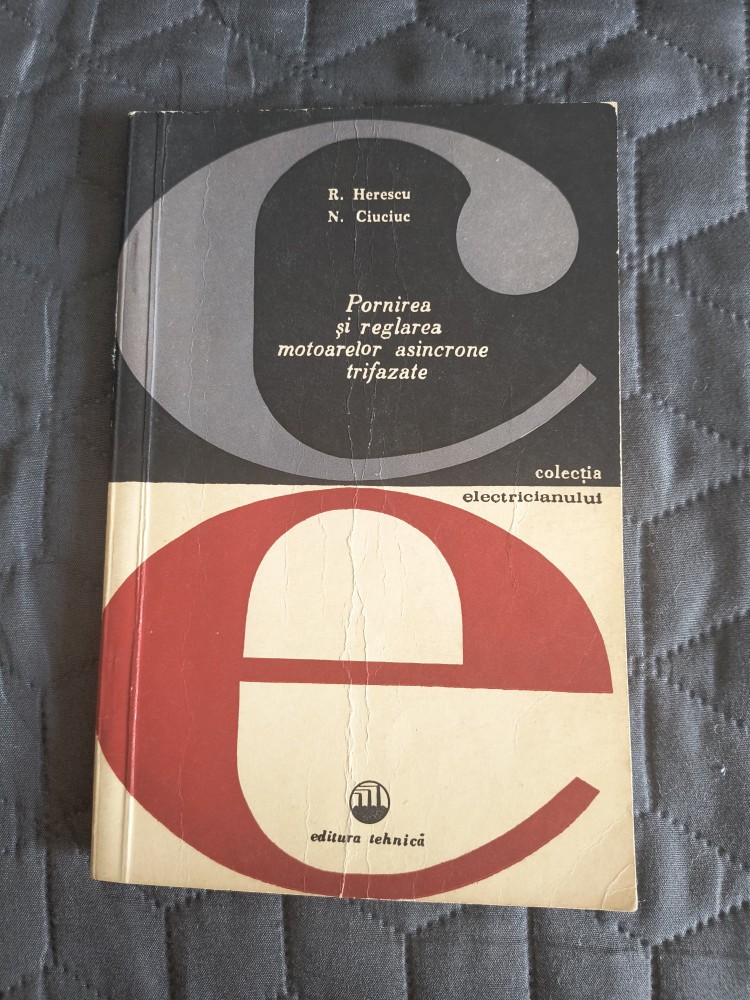 R. Herescu
N. Ciuciuc
Pornirea
și reglarea
motoarelor asincrone
trifazate
colecția
electricianului
editura tehnică